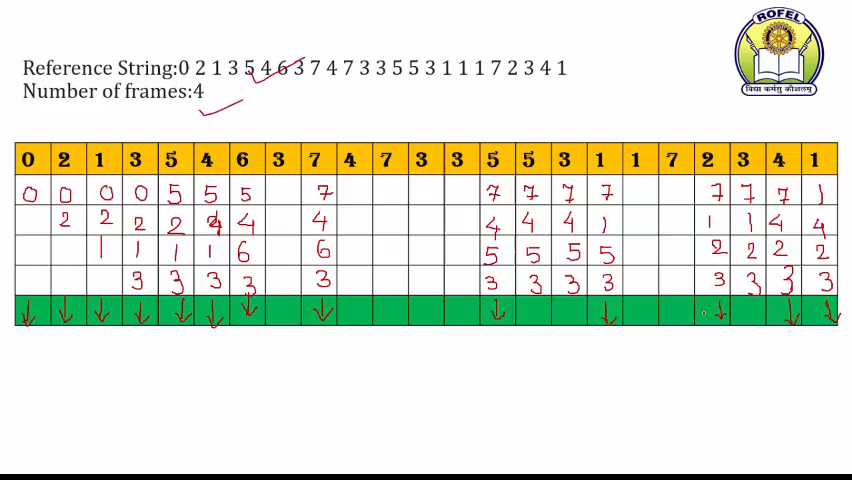 Reference String:0 2 1 3 5 4 6 3 7 4 7 3 3 5 5 3 1 1 1 7 2 3 4 1
Number of frames:4
ROFEL
विद्या कर्मसु कौशलम्
0 2 1 3 5 4 6 3 7 4 7 3 3 5 5 3 1 1 7 2 3 4 1
0 0 0 0 5 5 5 7 7 7 7 7 7 7 7 1
2 2 2 2 4 4 4 4 4 4 1 1 1 4 4
1 1 1 1 6 6 5 5 5 5 2 2 2 2
3 3 3 3 3 3 3 3 3 3 3 3 3